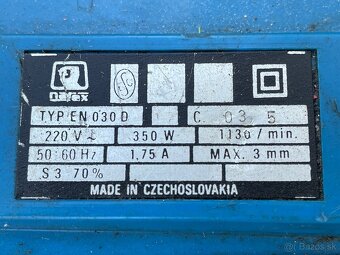 narex
TYP EN 030 D C 03 5
220 V 350 W 1130 / min.
50-60 Hz 1,75 A MAX. 3 mm
S 3 70%
MADE IN CZECHOSLOVAKIA
Bazos.sk